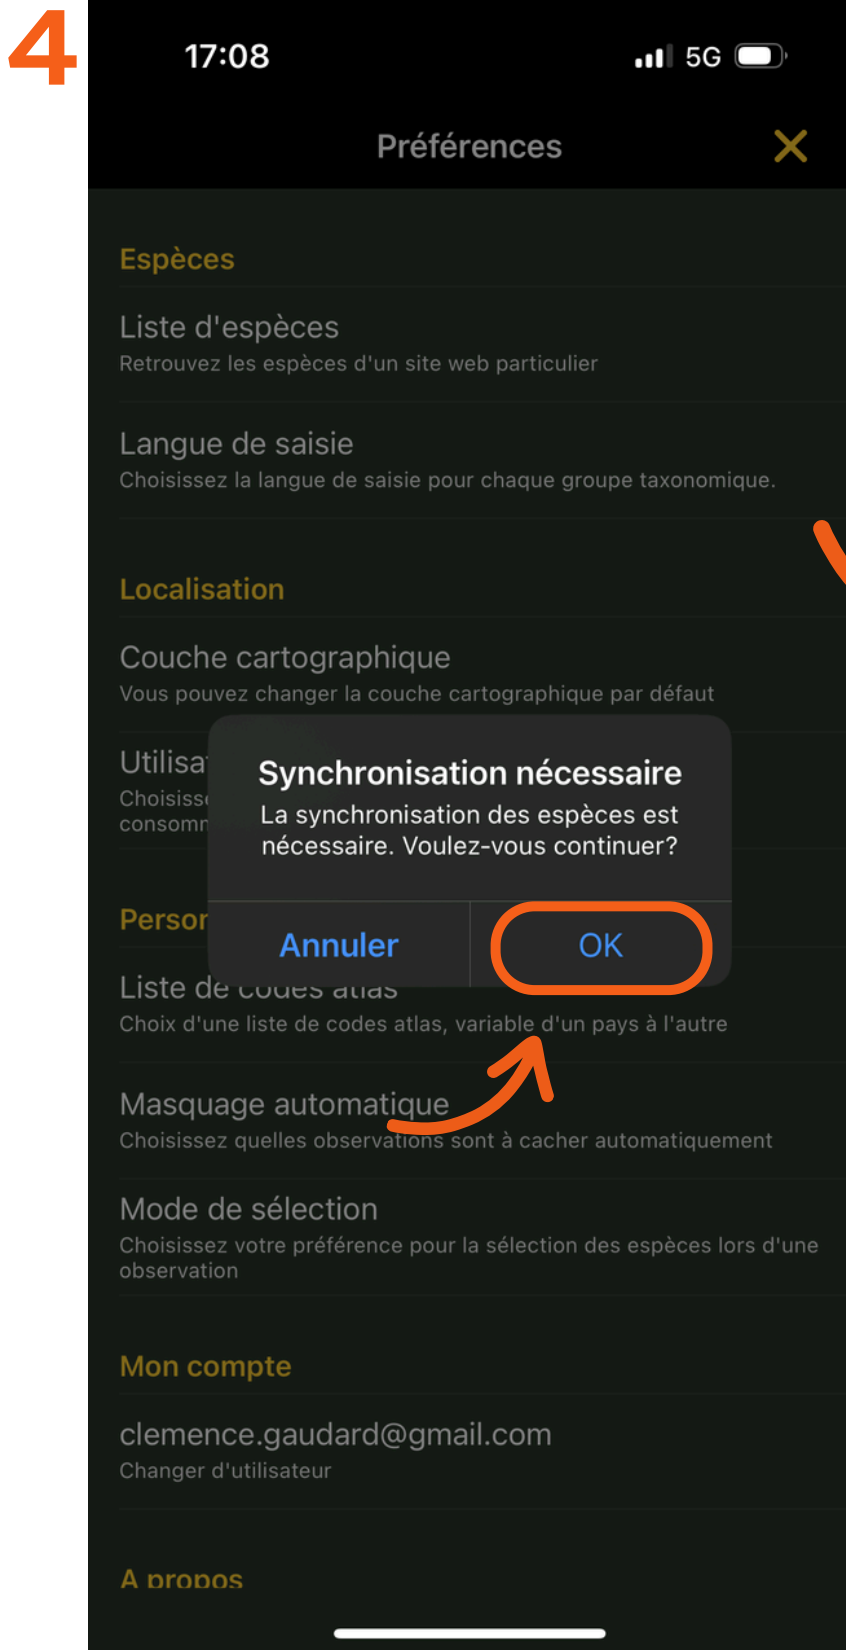 4
17:08
5G
Préférences
Espèces
Liste d'espèces
Retrouvez les espèces d'un site web particulier
Langue de saisie
Choisissez la langue de saisie pour chaque groupe taxonomique.
Localisation
Couche cartographique
Vous pouvez changer la couche cartographique par défaut
Synchronisation nécessaire
La synchronisation des espèces est
nécessaire. Voulez-vous continuer?
Annuler
OK
Liste de codes atlas
Choix d'une liste de codes atlas, variable d'un pays à l'autre
Masquage automatique
Choisissez quelles observations sont à cacher automatiquement
Mode de sélection
Choisissez votre préférence pour la sélection des espèces lors d'une
observation
Mon compte
clemence.gaudard@gmail.com
Changer d'utilisateur
A propos